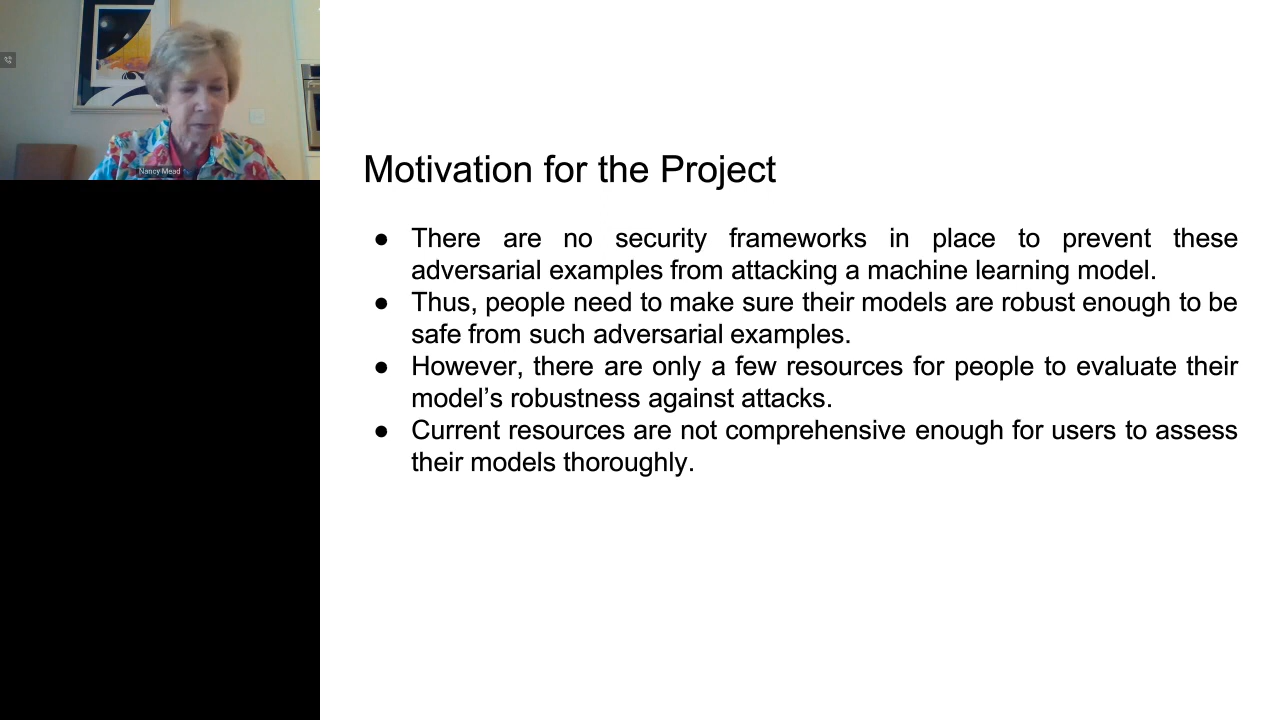 Nancy Mead
Motivation for the Project
● There are no security frameworks in place to prevent these
adversarial examples from attacking a machine learning model.
● Thus, people need to make sure their models are robust enough to be
safe from such adversarial examples.
● However, there are only a few resources for people to evaluate their
model’s robustness against attacks.
● Current resources are not comprehensive enough for users to assess
their models thoroughly.